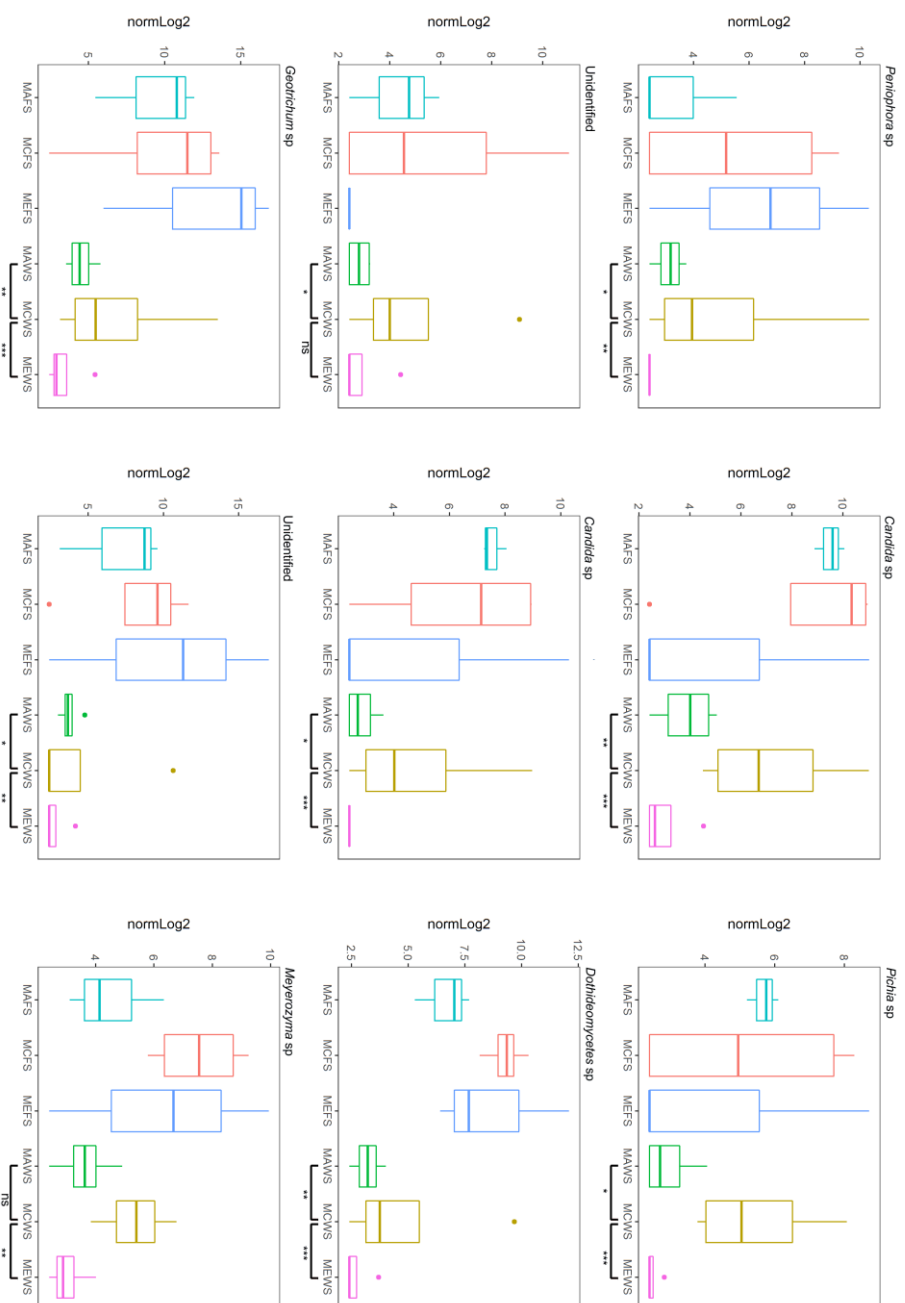 Peniophora sp
10
8
6
4
normLog2
* **
MAFS MCFS MEFS MAWS MCWS MEWS
Candida sp
10
8
6
4
2
normLog2
** ***
MAFS MCFS MEFS MAWS MCWS MEWS
Pichia sp
8
6
4
normLog2
* ***
MAFS MCFS MEFS MAWS MCWS MEWS
Unidentified
10
8
6
4
2
normLog2
* ns
MAFS MCFS MEFS MAWS MCWS MEWS
Candida sp
10
8
6
4
normLog2
* ***
MAFS MCFS MEFS MAWS MCWS MEWS
Dothideomycetes sp
12.5
10.0
7.5
5.0
2.5
normLog2
** ***
MAFS MCFS MEFS MAWS MCWS MEWS
Geotrichum sp
15
10
5
normLog2
** ***
MAFS MCFS MEFS MAWS MCWS MEWS
Unidentified
15
10
5
normLog2
* **
MAFS MCFS MEFS MAWS MCWS MEWS
Meyerozyma sp
10
8
6
4
normLog2
ns **
MAFS MCFS MEFS MAWS MCWS MEWS